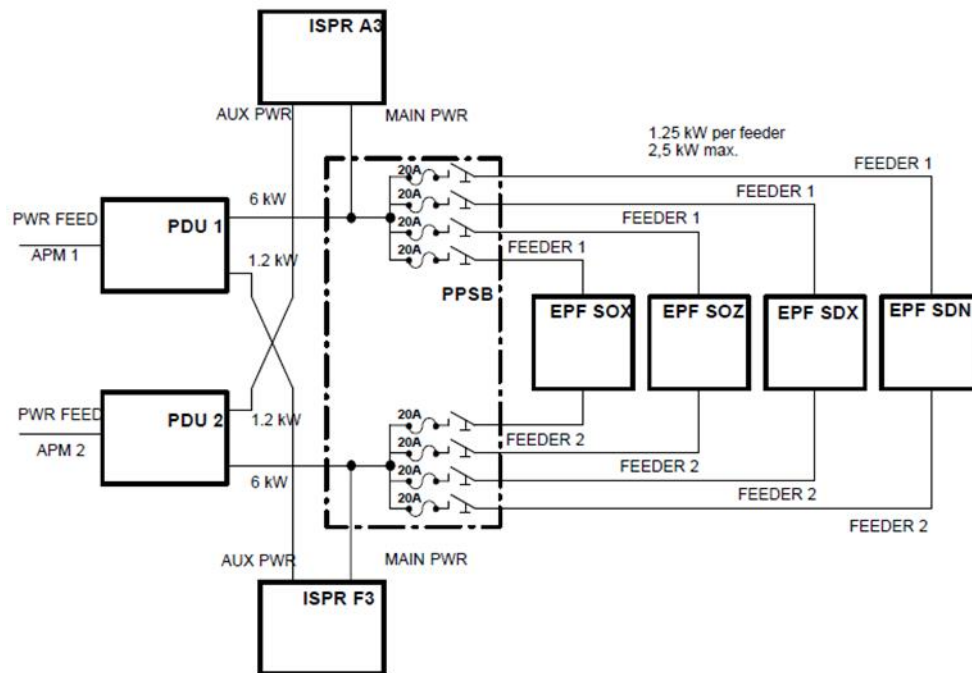 ISPR A3
AUX PWR
MAIN PWR
1.25 kW per feeder
2,5 kW max.
FEEDER 1
20A
6 kW
20A
FEEDER 1
PWR FEED
PDU 1
20A
FEEDER 1
APM 1
20A
FEEDER 1
1.2 kW
PPSB
EPF SOX
EPF SOZ
EPF SDX
EPF SDN
PWR FEED
PDU 2
1.2 kW
20A
FEEDER 2
APM 2
20A
FEEDER 2
6 kW
20A
FEEDER 2
20A
FEEDER 2
AUX PWR
MAIN PWR
ISPR F3